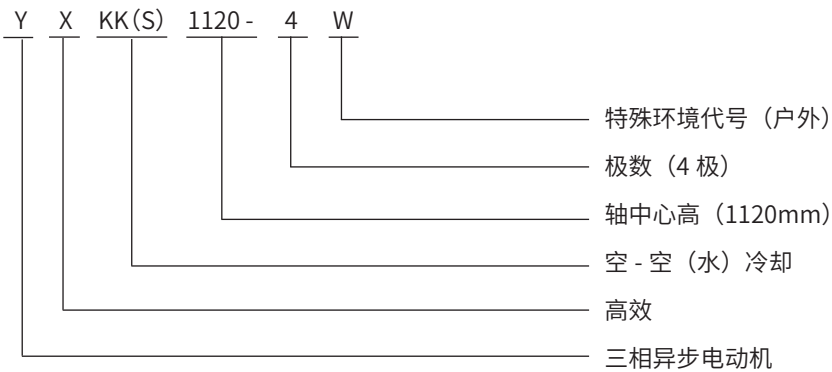 Y X KK(S) 1120 - 4 W
特殊环境代号（户外）
极数（4 极）
轴中心高（1120mm）
空 - 空（水）冷却
高效
三相异步电动机